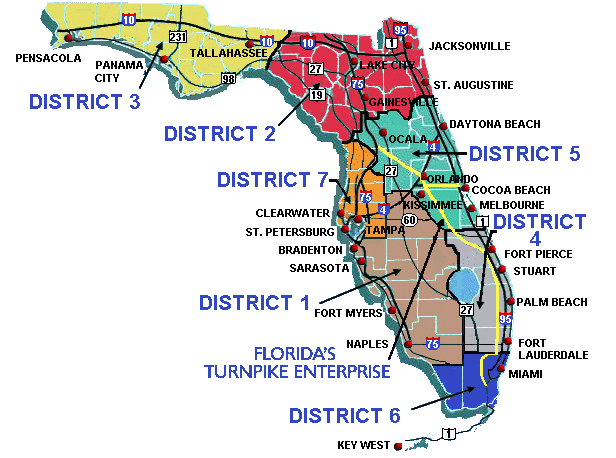 10
95
231
1
JACKSONVILLE
PENSACOLA
TALLAHASSEE
10
10
LAKE CITY
PANAMA
CITY
98
27
75
ST. AUGUSTINE
DISTRICT 3
19
GAINESVILLE
DISTRICT 2
DAYTONA BEACH
OCALA
4
DISTRICT 5
27
DISTRICT 7
ORLANDO
COCOA BEACH
75
KISSIMMEE
MELBOURNE
CLEARWATER
4
60
1
DISTRICT
4
ST. PETERSBURG
TAMPA
BRADENTON
FORT PIERCE
SARASOTA
STUART
DISTRICT 1
PALM BEACH
FORT MYERS
27
95
NAPLES
75
FORT
LAUDERDALE
FLORIDA'S
TURNPIKE ENTERPRISE
MIAMI
DISTRICT 6
1
KEY WEST